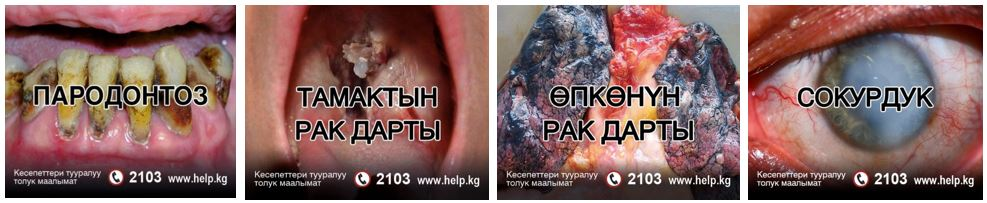 ПАРОДОНТОЗ
Кесепеттери тууралуу
толук маалымат
2103 www.help.kg
ТАМАКТЫН
РАК ДАРТЫ
Кесепеттери тууралуу
толук маалымат
2103 www.help.kg
ӨПКӨНҮН
РАК ДАРТЫ
Кесепеттери тууралуу
толук маалымат
2103 www.help.kg
СОКУРДУК
Кесепеттери тууралуу
толук маалымат
2103 www.help.kg